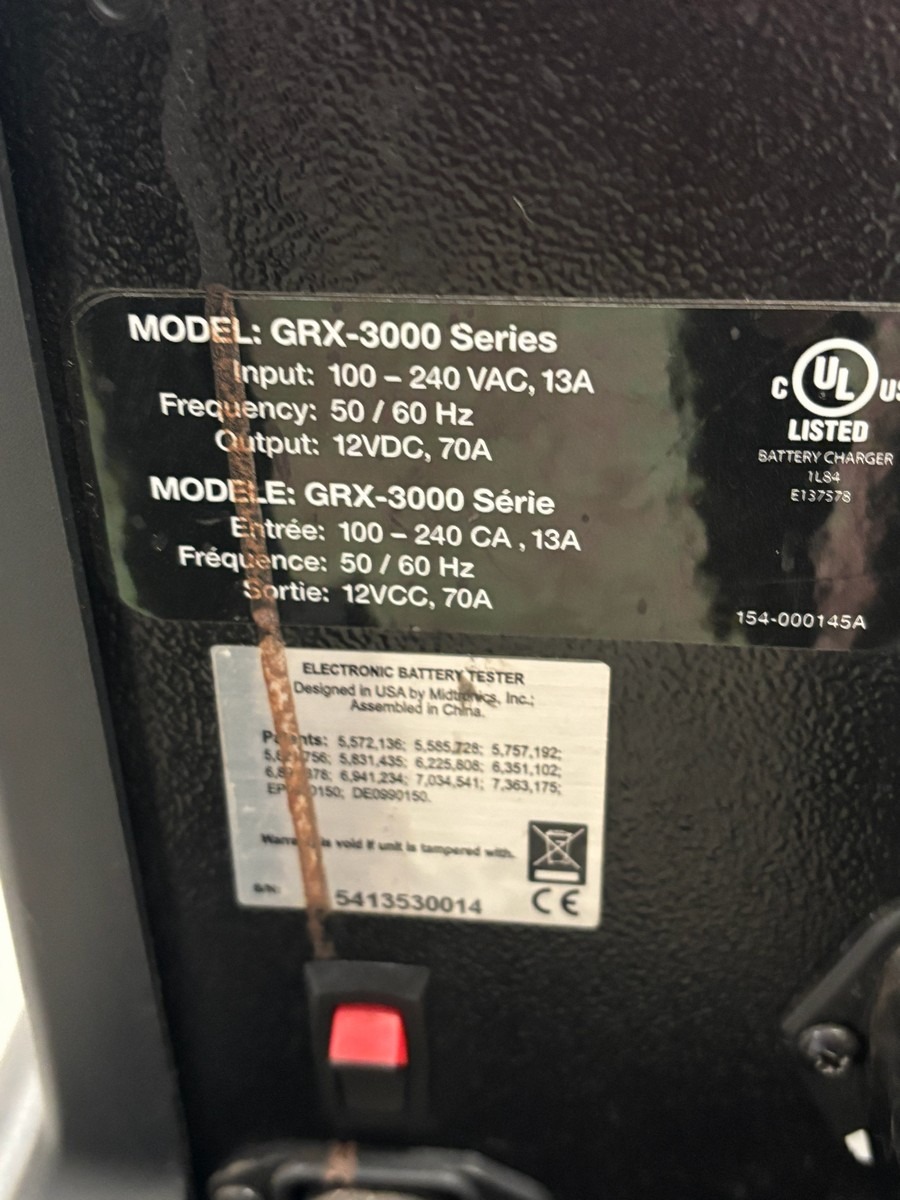 MODEL: GRX-3000 Series
Input: 100 – 240 VAC, 13A
Frequency: 50 / 60 Hz
Output: 12VDC, 70A
MODELE: GRX-3000 Série
Entrée: 100 – 240 CA , 13A
Fréquence: 50 / 60 Hz
Sortie: 12VCC, 70A
C UL US
LISTED
BATTERY CHARGER
1L84
E137578
154-000145A
ELECTRONIC BATTERY TESTER
Designed in USA by Midtronics, Inc.;
Assembled in China.
Patents: 5,572,136; 5,585,728; 5,757,192;
5,831,435; 6,225,808; 6,351,102;
6,941,234; 7,034,541; 7,363,175;
DE0990150.
Warranty is void if unit is tampered with.
S/N: 5413530014
CE